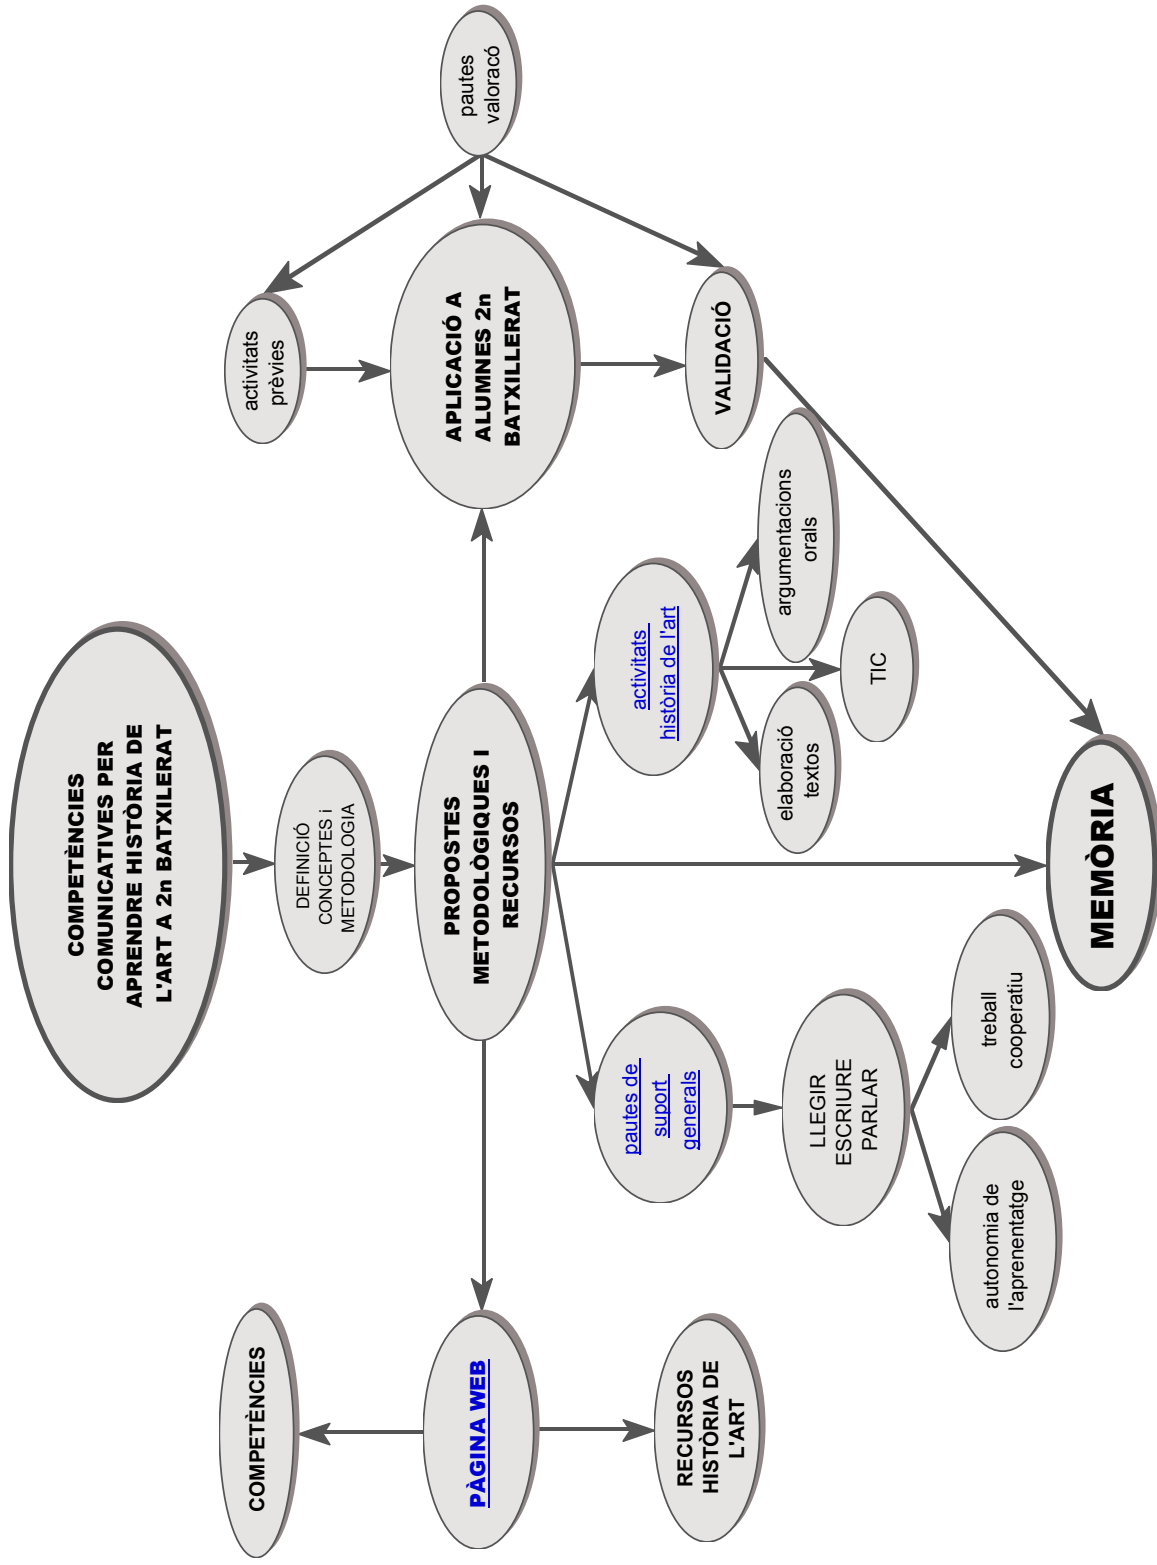 COMPETÈNCIES
COMUNICATIVES PER
APRENDRE HISTÒRIA DE
L'ART A 2n BATXILERAT
DEFINICIÓ
CONCEPTES i
METODOLOGIA
PROPOSTES
METODOLÒGIQUES I
RECURSOS
COMPETÈNCIES
PÀGINA WEB
RECURSOS
HISTÒRIA DE
L'ART
pautes de
suport
generals
LLEGIR
ESCRIURE
PARLAR
autonomia de
l'aprenentatge
treball
cooperatiu
activitats
història de l'art
elaboració
textos
TIC
argumentacions
orals
activitats
prèvies
APLICACIÓ A
ALUMNES 2n
BATXILLERAT
VALIDACIÓ
pautes
valoracó
MEMÒRIA